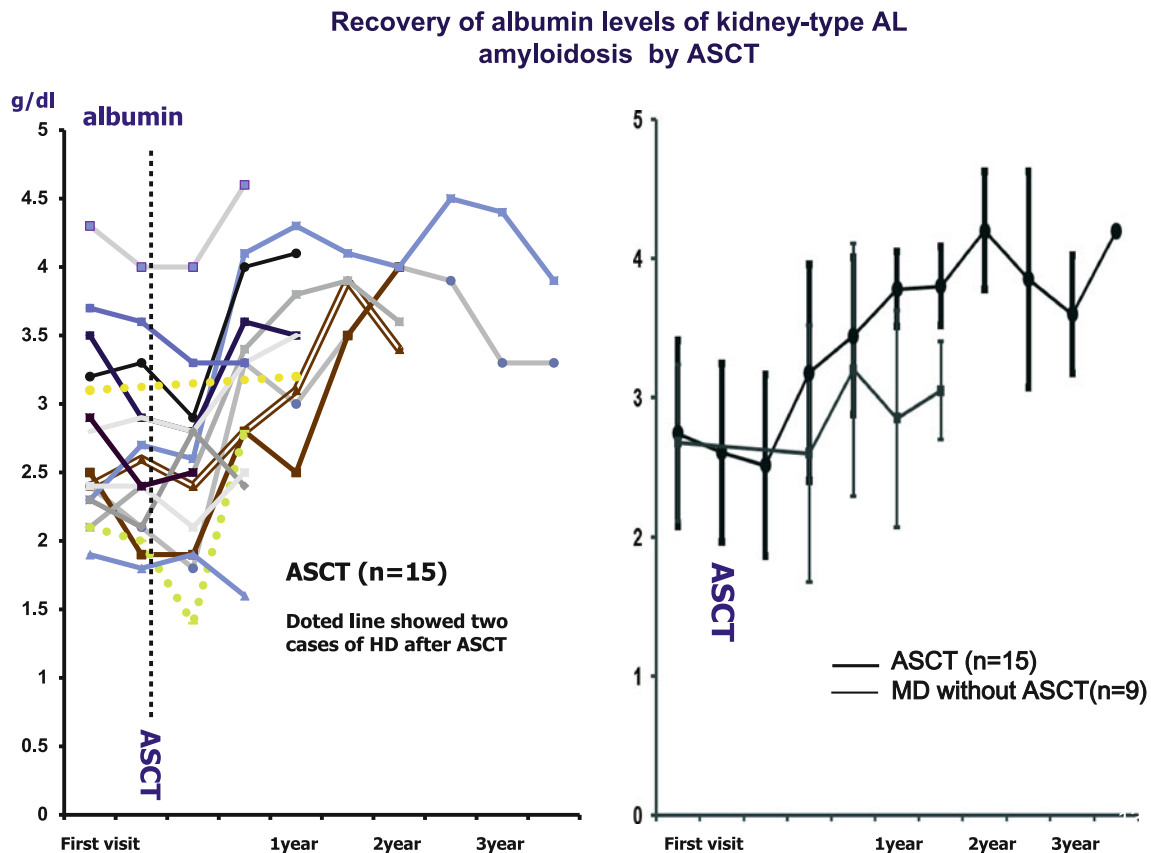 Recovery of albumin levels of kidney-type AL
amyloidosis by ASCT
g/dl
albumin
5
4.5
4
3.5
3
2.5
2
1.5
1
0.5
0
ASCT
ASCT (n=15)
Doted line showed two
cases of HD after ASCT
First visit
1year
2year
3year
5
4
3
2
1
0
ASCT
ASCT (n=15)
MD without ASCT(n=9)
First visit
1year
2year
3year